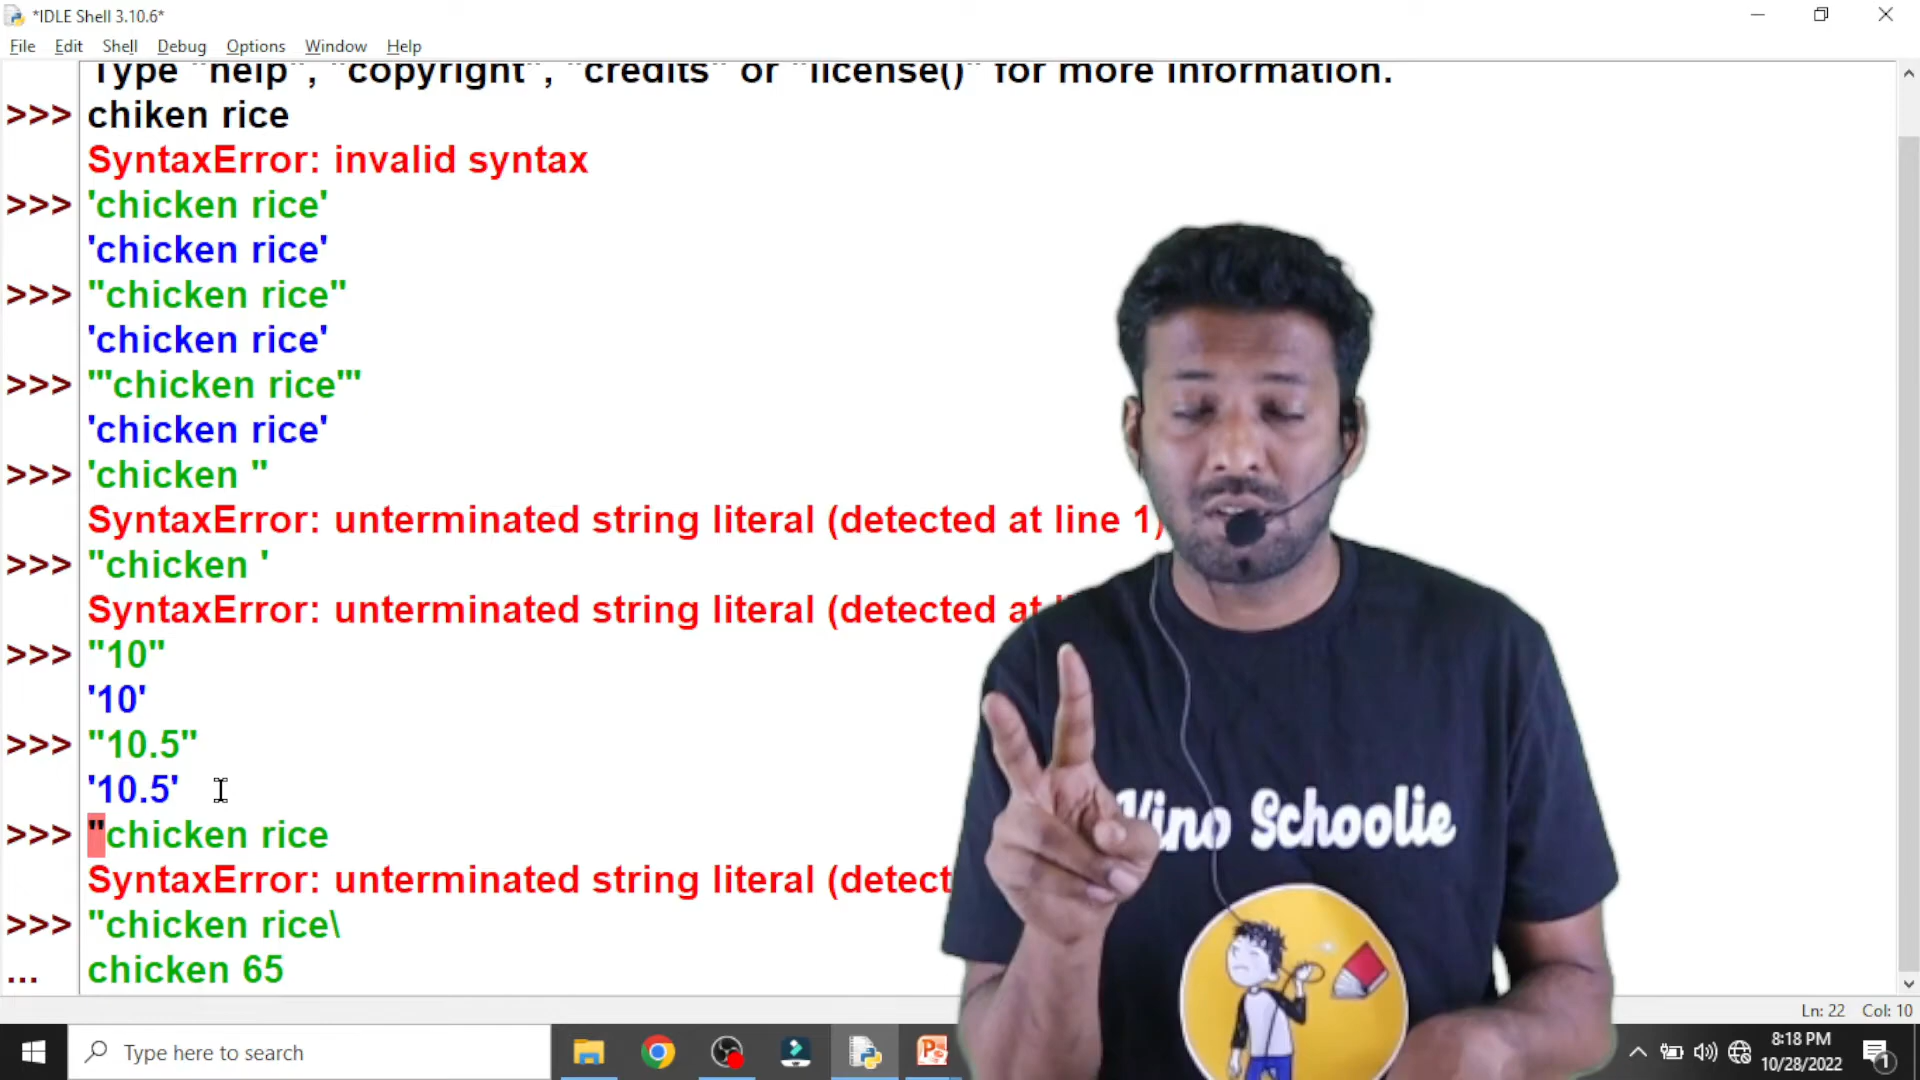 *IDLE Shell 3.10.6*
File Edit Shell Debug Options Window Help
Type "help", "copyright", "credits" or "license()" for more information.
>>> chiken rice
SyntaxError: invalid syntax
>>> 'chicken rice'
'chicken rice'
>>> "chicken rice"
'chicken rice'
>>> '''chicken rice'''
'chicken rice'
>>> 'chicken "
SyntaxError: unterminated string literal (detected at line 1)
>>> "chicken '
SyntaxError: unterminated string literal (detected at
>>> "10"
'10'
>>> "10.5"
'10.5'
>>> "chicken rice
SyntaxError: unterminated string literal (detect
>>> "chicken rice\
... chicken 65
Vino Schoolie
Ln: 22 Col: 10
Type here to search
8:18 PM
10/28/2022
1